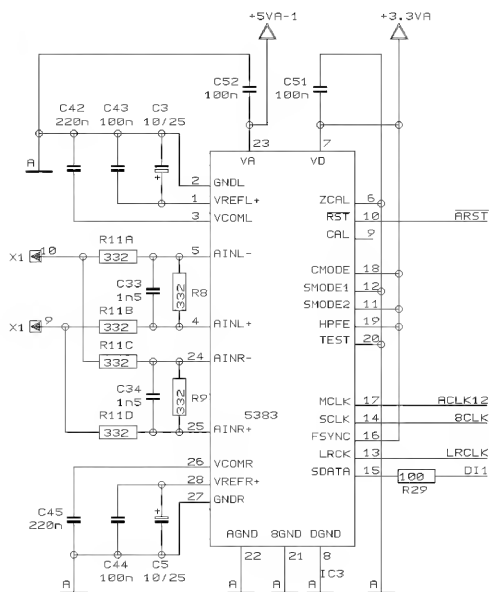 +5VA-1
+3.3VA
C52
100n
C51
100n
C42
220n
C43
100n
C3
10/25
A
23
7
VA
VD
2
GNDL
1
VREFL+
3
VCOML
ZCAL
6
RST
10
ARST
CAL
9
X1
10
R11A
332
5
AINL-
C33
1n5
332
R8
CMODE
18
SMODE1
12
SMODE2
11
HPFE
19
TEST
20
X1
9
R11B
332
4
AINL+
R11C
332
24
AINR-
C34
1n5
332
R9
R11D
332
25
AINR+
5383
MCLK
17
ACLK12
SCLK
14
8CLK
FSYNC
16
LRCK
13
LRCLK
SDATA
15
100
DI1
R29
26
VCOMR
28
VREFR+
27
GNDR
C45
220n
C44
100n
C5
10/25
AGND
8GND
DGND
22
21
8
IC3
A
A
A
A
A